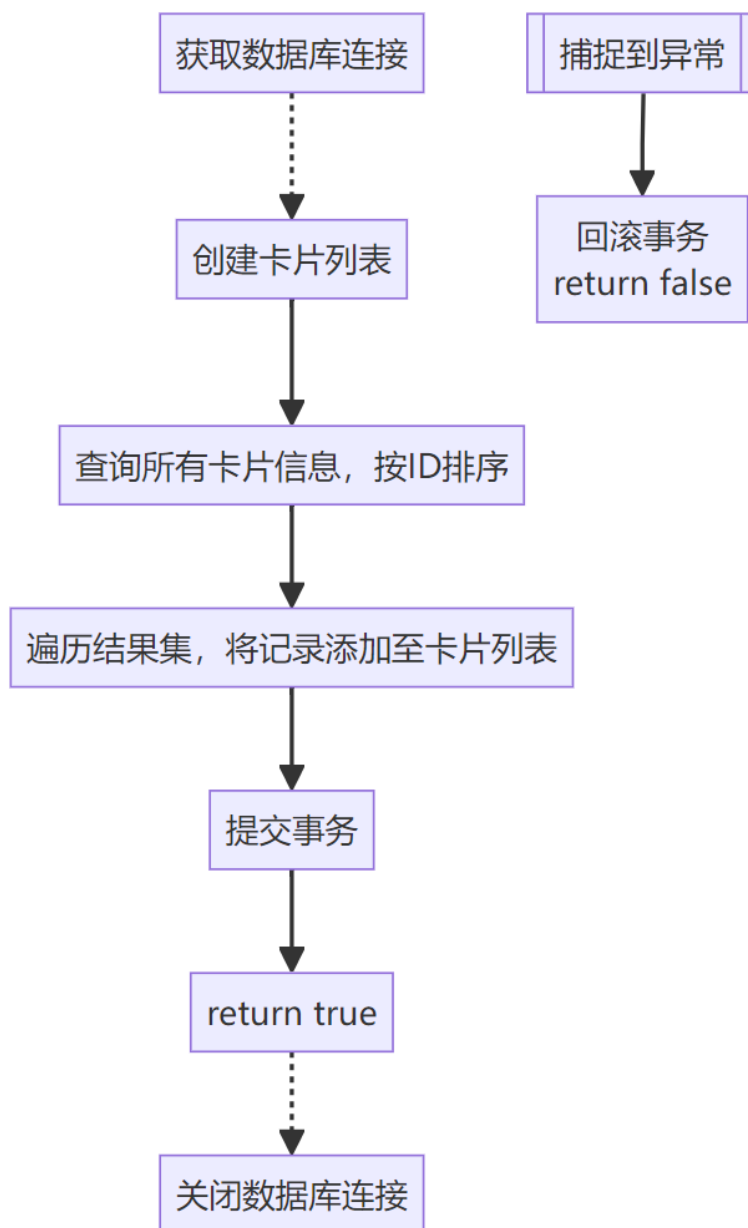 获取数据库连接
捕捉到异常
创建卡片列表
回滚事务
return false
查询所有卡片信息，按ID排序
遍历结果集，将记录添加至卡片列表
提交事务
return true
关闭数据库连接